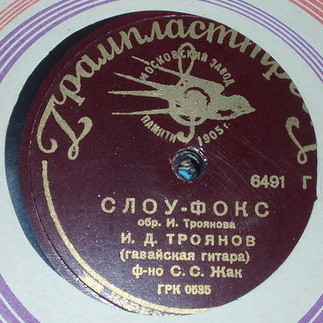 Грампласттрест
МОСКОВСКИЙ ЗАВОД
ПАМЯТИ 1905 г.
6491 Г
СЛОУ-ФОКС
обр. И. Троянова
И. Д. ТРОЯНОВ
(гавайская гитара)
ф-но С. С. Жак
ГРК 0585